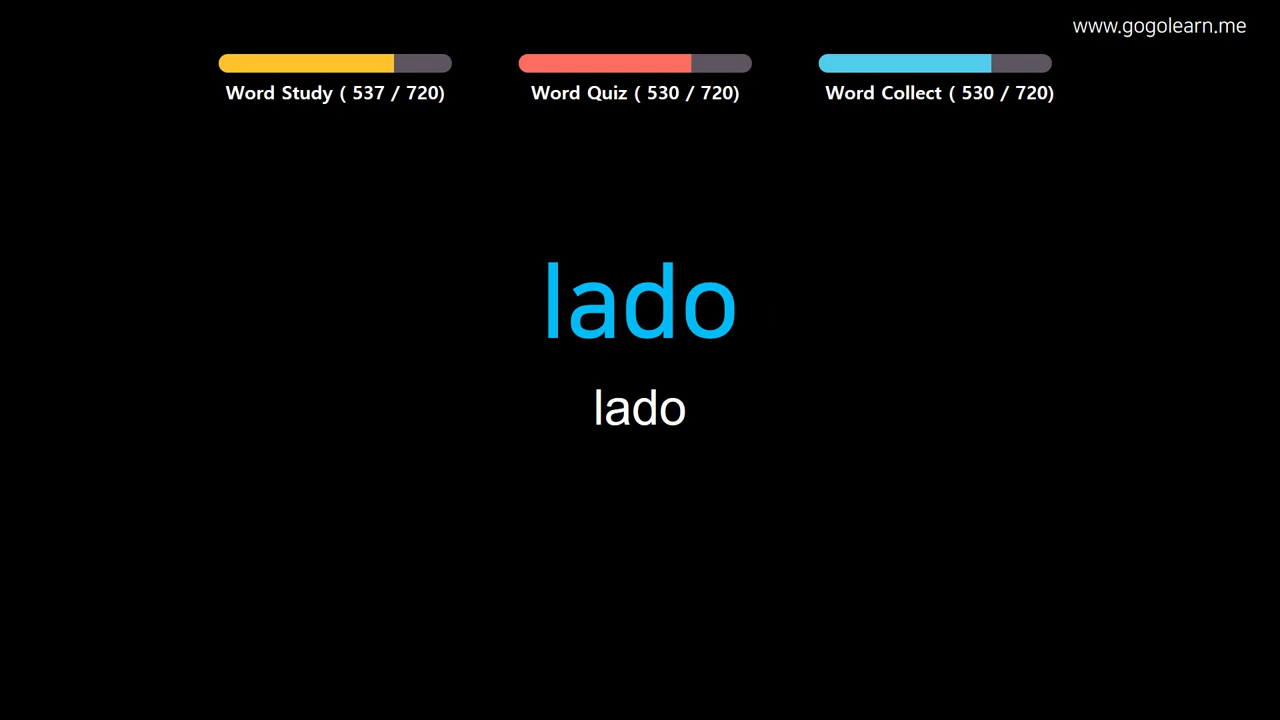 www.gogolearn.me
Word Study ( 537 / 720)
Word Quiz ( 530 / 720)
Word Collect ( 530 / 720)
lado
lado